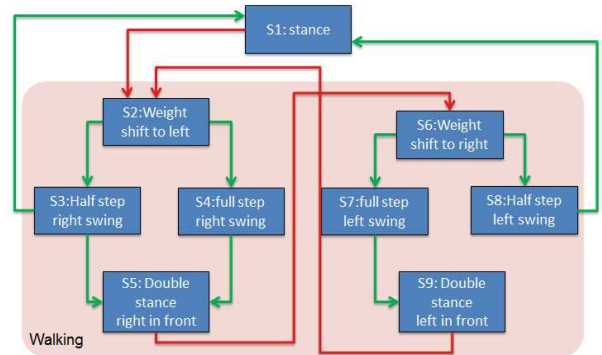 S1: stance
S2:Weight
shift to left
S6: Weight
shift to right
S3:Half step
right swing
S4:full step
right swing
S7:full step
left swing
S8:Half step
left swing
S5: Double
stance
right in front
S9: Double
stance
left in front
Walking